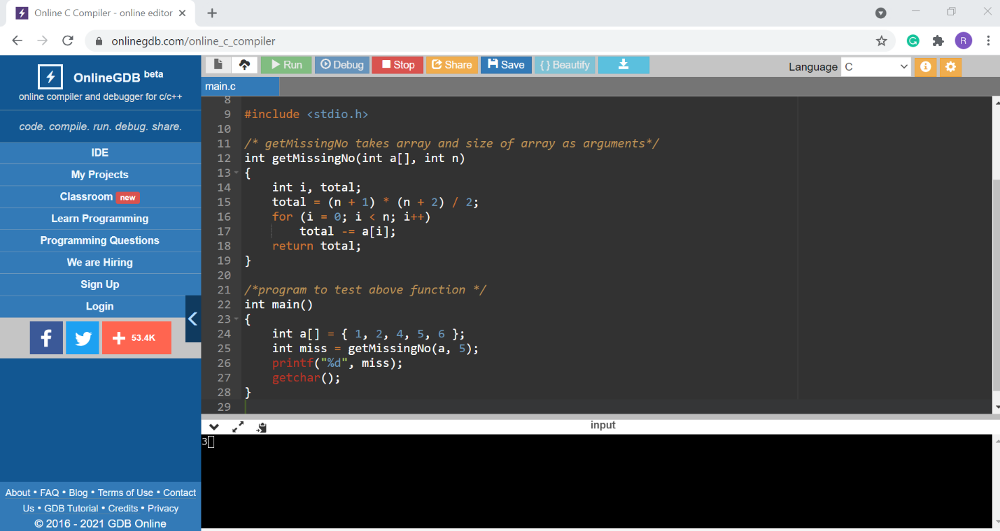 Online C Compiler - online editor
onlinegdb.com/online_c_compiler
R
OnlineGDB beta
online compiler and debugger for c/c++
code. compile. run. debug. share.
IDE
My Projects
Classroom new
Learn Programming
Programming Questions
We are Hiring
Sign Up
Login
53.4K
About • FAQ • Blog • Terms of Use • Contact
Us • GDB Tutorial • Credits • Privacy
© 2016 - 2021 GDB Online
Run Debug Stop Share Save { } Beautify
Language C
main.c
8
9 #include <stdio.h>
10
11 /* getMissingNo takes array and size of array as arguments*/
12 int getMissingNo(int a[], int n)
13 {
14     int i, total;
15     total = (n + 1) * (n + 2) / 2;
16     for (i = 0; i < n; i++)
17         total -= a[i];
18     return total;
19 }
20
21 /*program to test above function */
22 int main()
23 {
24     int a[] = { 1, 2, 4, 5, 6 };
25     int miss = getMissingNo(a, 5);
26     printf("%d", miss);
27     getchar();
28 }
29
input
3